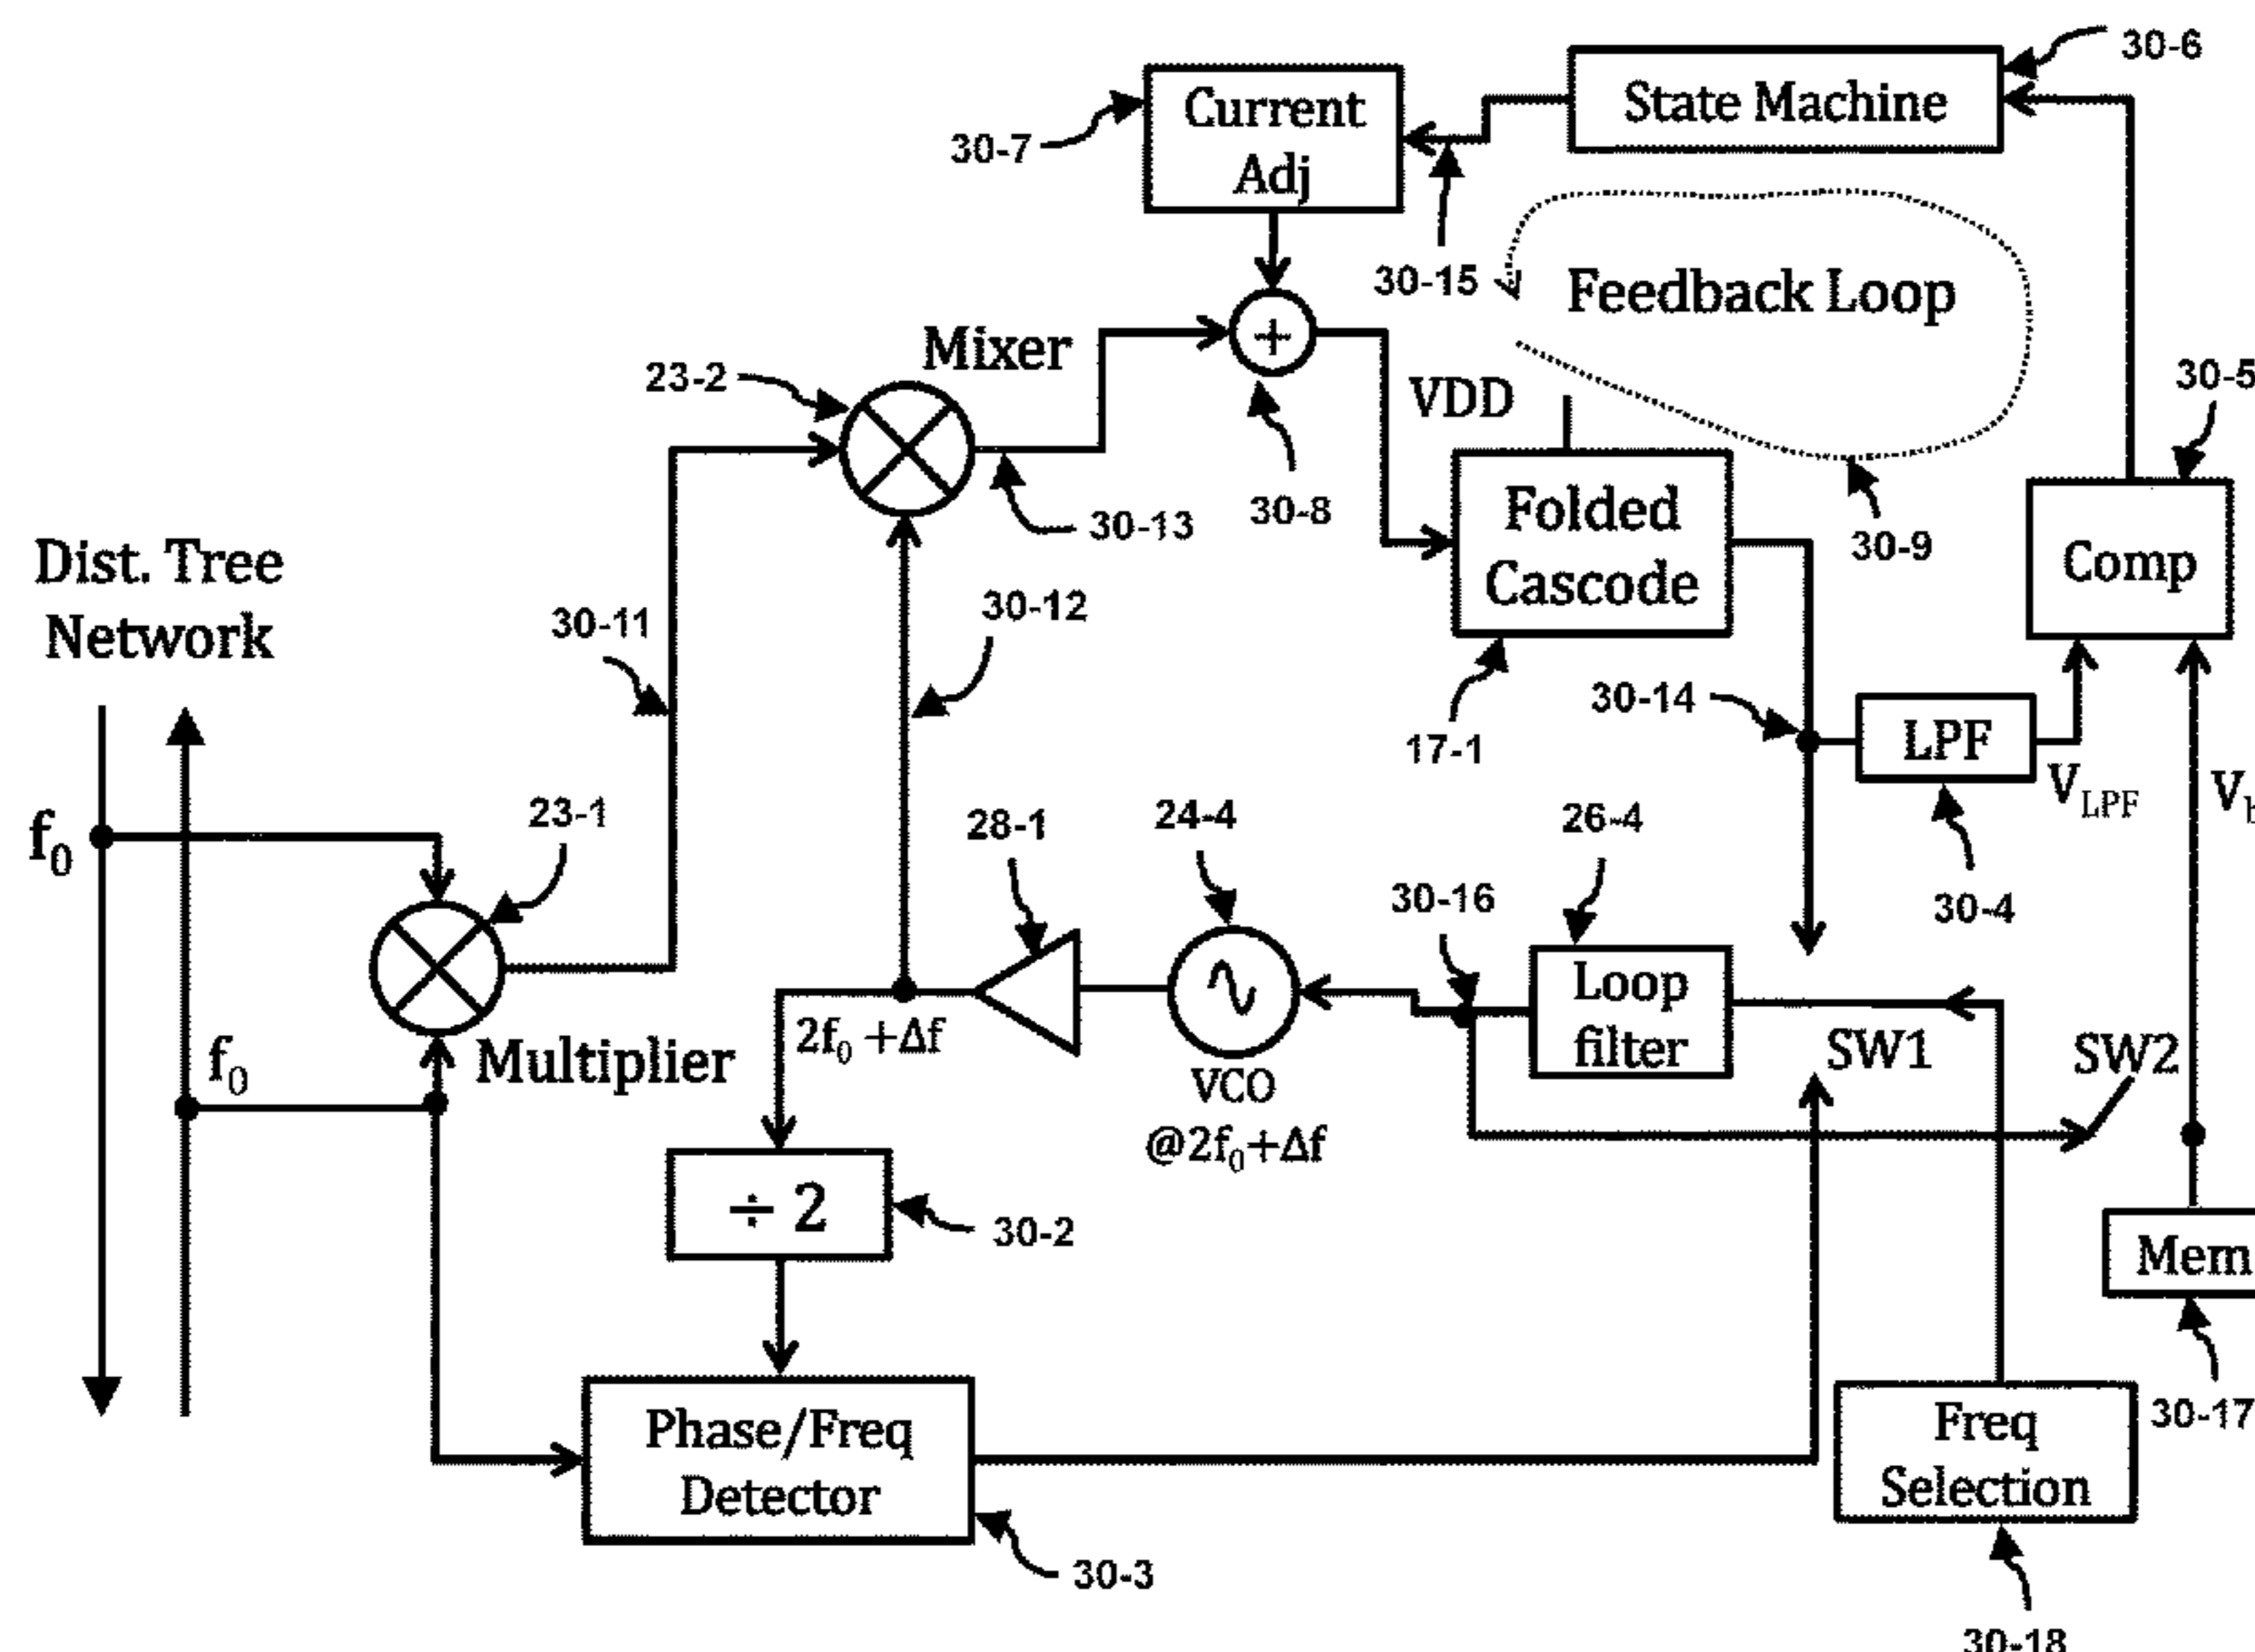 30-6
State Machine
Current
Adj
30-7
30-15
Feedback Loop
Mixer
23-2
+
VDD
30-5
30-8
30-13
Folded
Cascode
30-9
Comp
Dist. Tree
Network
30-11
30-12
30-14
LPF
17-1
V_LPF
V_b
f₀
23-1
28-1
24-4
26-4
30-16
30-4
Loop
filter
2f₀ +Δf
SW1
SW2
f₀
Multiplier
VCO
@2f₀+Δf
÷ 2
30-2
Mem
Phase/Freq
Detector
Freq
Selection
30-17
30-3
30-18